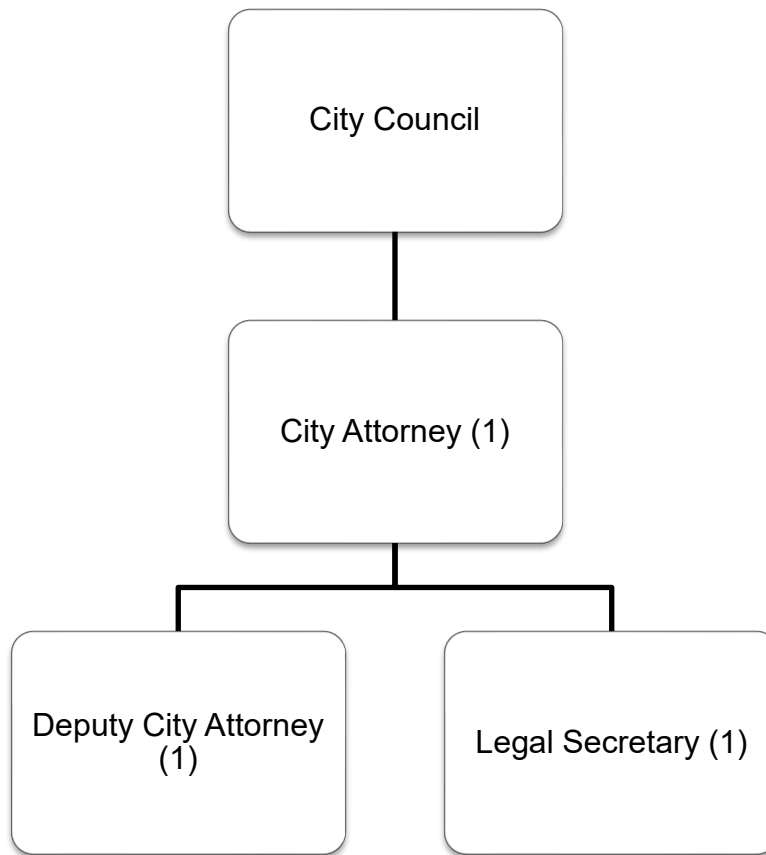 City Council
City Attorney (1)
Deputy City Attorney
(1)
Legal Secretary (1)